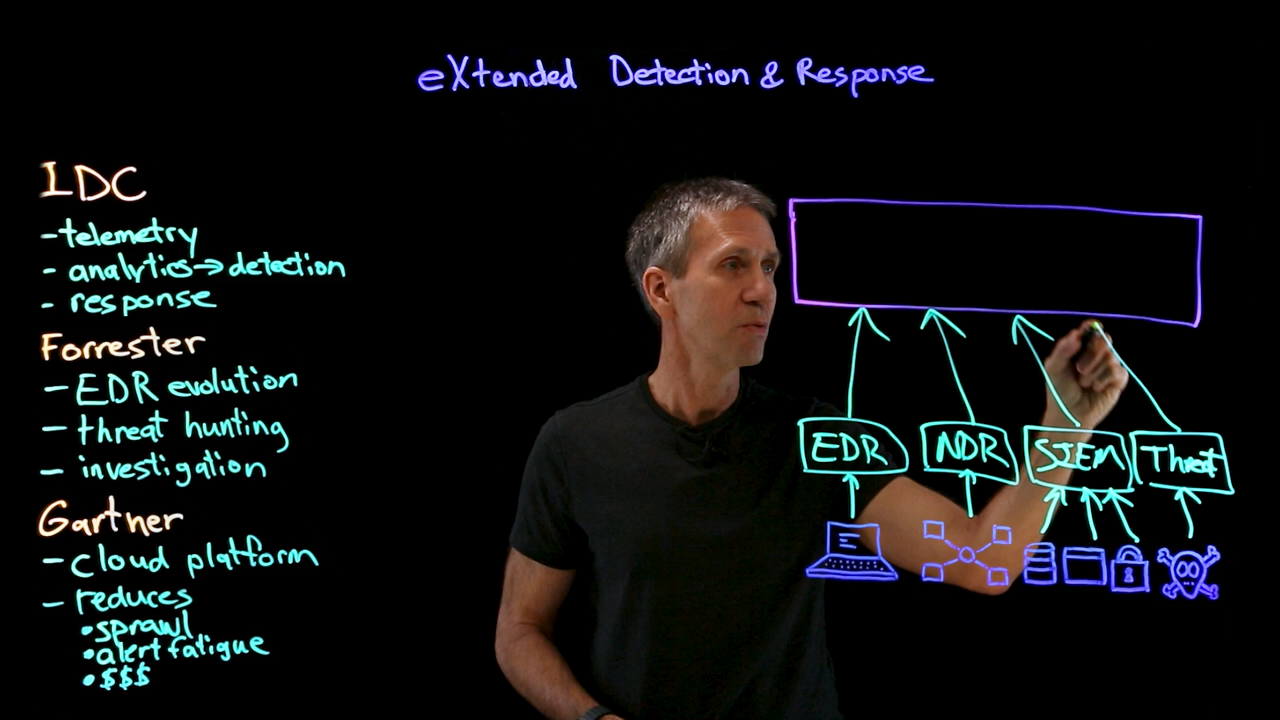 eXtended Detection & Response
IDC
- telemetry
- analytics→detection
- response
Forrester
- EDR evolution
- threat hunting
- investigation
Gartner
- cloud platform
- reduces
• sprawl
• alert fatigue
• $$$
EDR NDR SIEM Threat